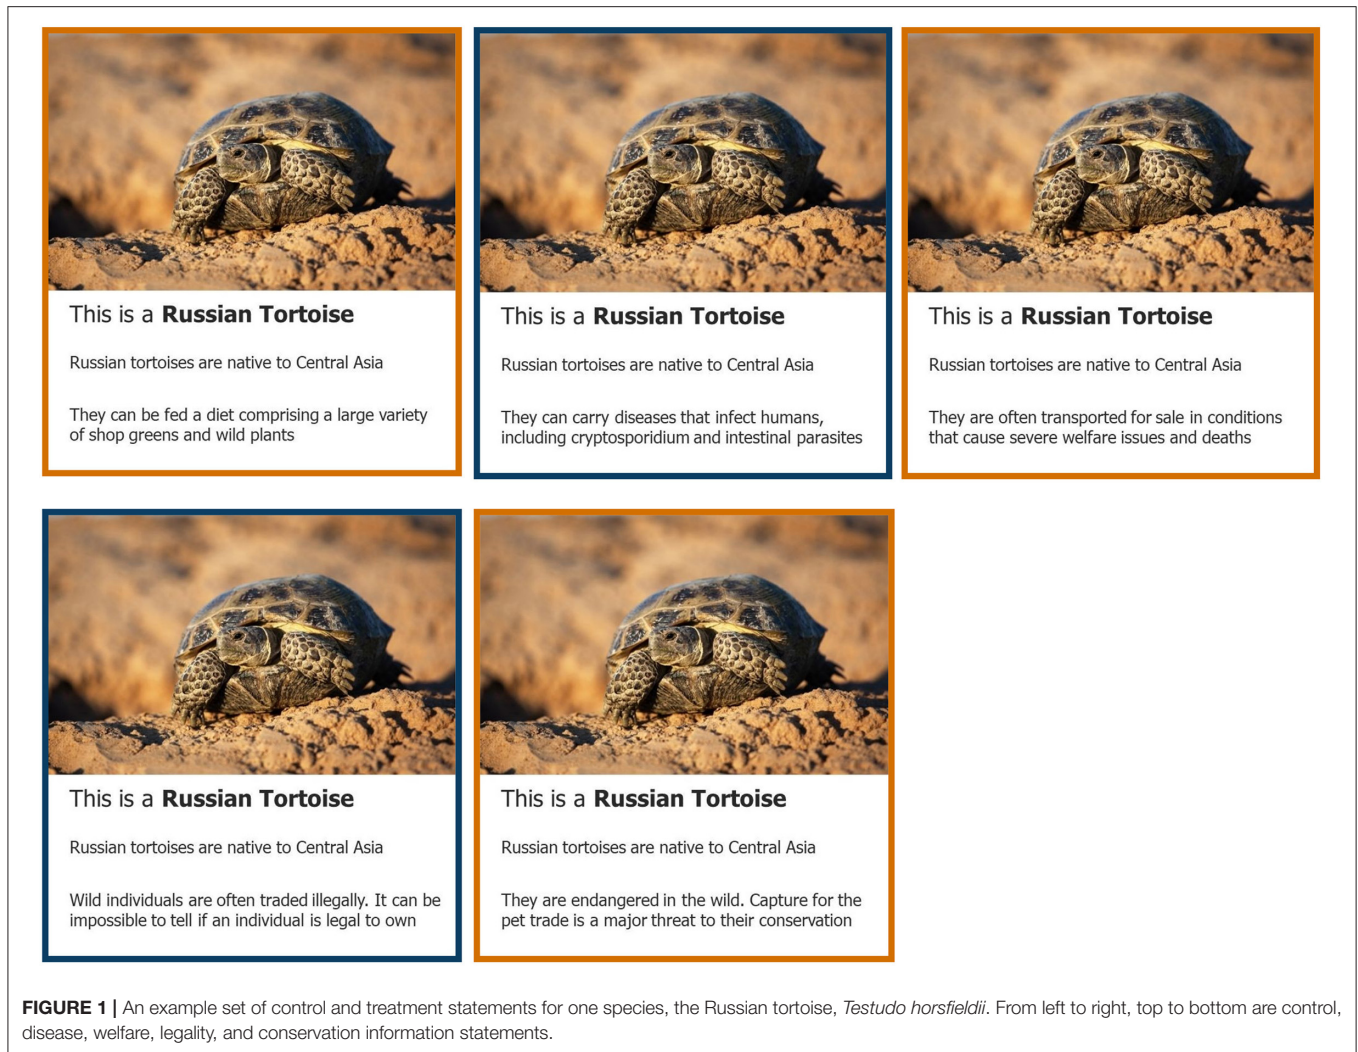 This is a Russian Tortoise
Russian tortoises are native to Central Asia
They can be fed a diet comprising a large variety
of shop greens and wild plants
This is a Russian Tortoise
Russian tortoises are native to Central Asia
They can carry diseases that infect humans,
including cryptosporidium and intestinal parasites
This is a Russian Tortoise
Russian tortoises are native to Central Asia
They are often transported for sale in conditions
that cause severe welfare issues and deaths
This is a Russian Tortoise
Russian tortoises are native to Central Asia
Wild individuals are often traded illegally. It can be
impossible to tell if an individual is legal to own
This is a Russian Tortoise
Russian tortoises are native to Central Asia
They are endangered in the wild. Capture for the
pet trade is a major threat to their conservation
FIGURE 1 | An example set of control and treatment statements for one species, the Russian tortoise, Testudo horsfieldii. From left to right, top to bottom are control,
disease, welfare, legality, and conservation information statements.